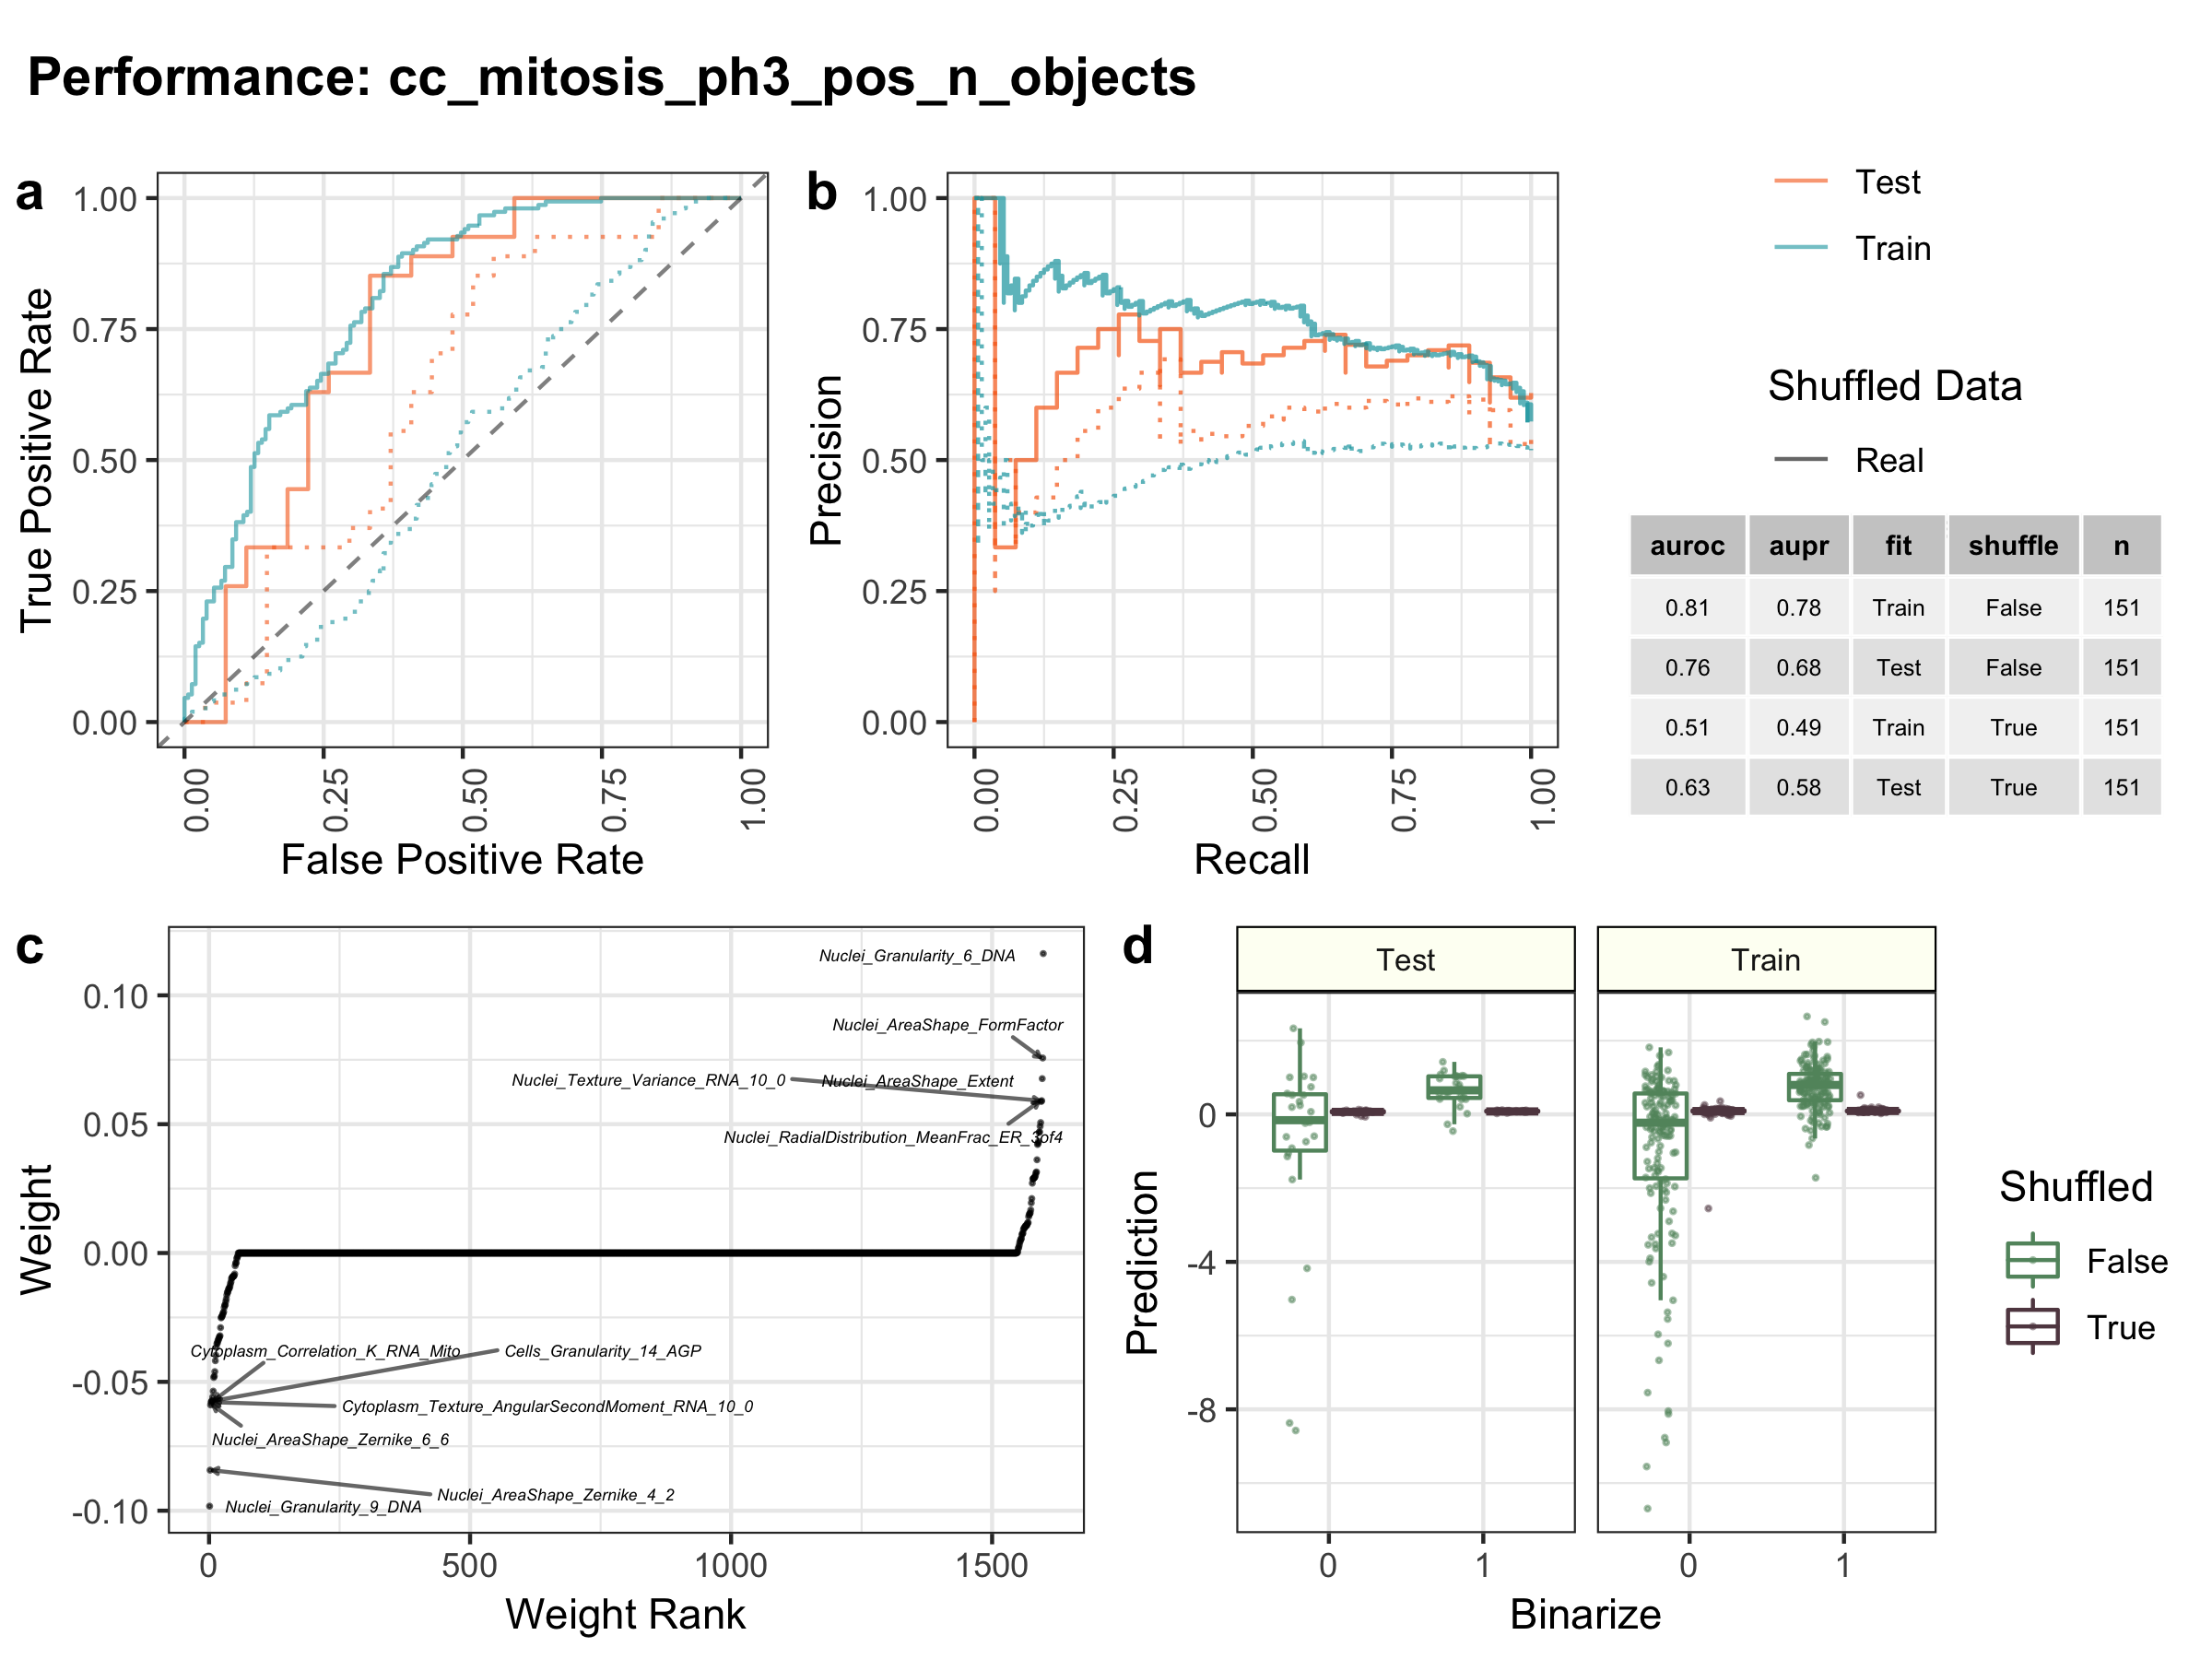 Performance: cc_mitosis_ph3_pos_n_objects
a
1.00
0.75
0.50
0.25
0.00
True Positive Rate
0.00
0.25
0.50
0.75
1.00
False Positive Rate
b
1.00
0.75
0.50
0.25
0.00
Precision
0.00
0.25
0.50
0.75
1.00
Recall
Test
Train
Shuffled Data
Real
auroc aupr fit shuffle n
0.81 0.78 Train False 151
0.76 0.68 Test False 151
0.51 0.49 Train True 151
0.63 0.58 Test True 151
c
0.10
0.05
0.00
-0.05
-0.10
Weight
Nuclei_Granularity_6_DNA
Nuclei_AreaShape_FormFactor
Nuclei_Texture_Variance_RNA_10_0
Nuclei_AreaShape_Extent
Nuclei_RadialDistribution_MeanFrac_ER_3of4
Cytoplasm_Correlation_K_RNA_Mito
Cells_Granularity_14_AGP
Cytoplasm_Texture_AngularSecondMoment_RNA_10_0
Nuclei_AreaShape_Zernike_6_6
Nuclei_AreaShape_Zernike_4_2
Nuclei_Granularity_9_DNA
0
500
1000
1500
Weight Rank
d
Test
Train
0
-4
-8
Prediction
0
1
0
1
Binarize
Shuffled
False
True